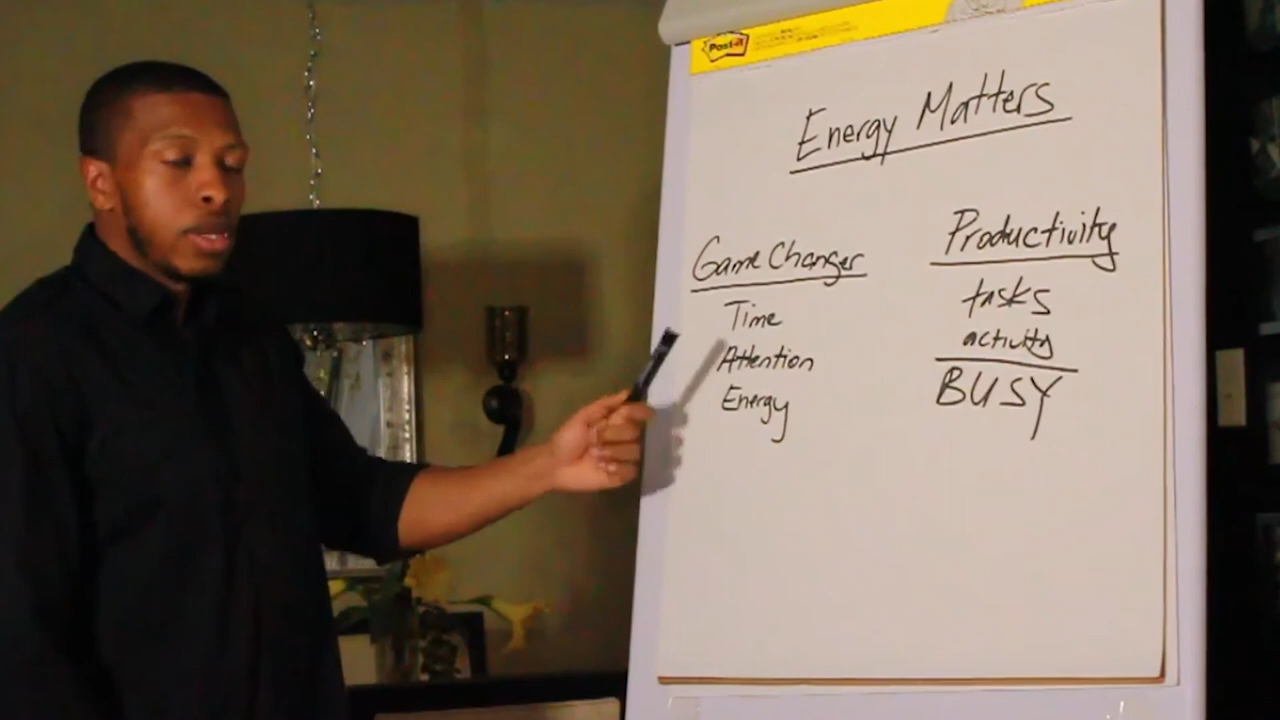 Post-it
Energy Matters
Game Changer
Time
Attention
Energy
Productivity
tasks
activity
BUSY